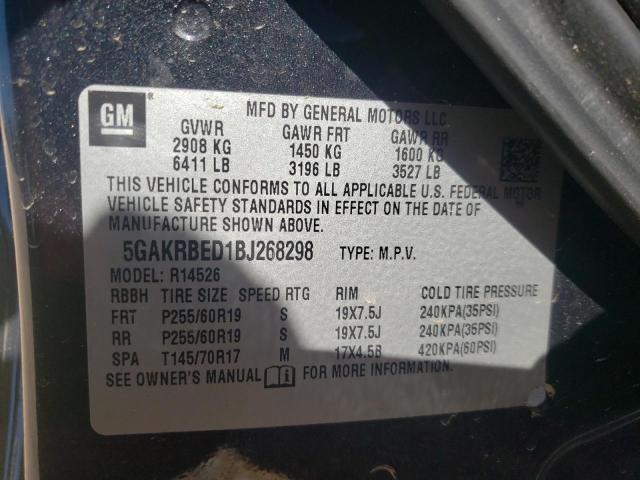 GM ®
MFD BY GENERAL MOTORS LLC
GVWR GAWR FRT GAWR RR
2908 KG 1450 KG 1600 KG
6411 LB 3196 LB 3527 LB
THIS VEHICLE CONFORMS TO ALL APPLICABLE U.S. FEDERAL MOTOR
VEHICLE SAFETY STANDARDS IN EFFECT ON THE DATE OF
MANUFACTURE SHOWN ABOVE.
5GAKRBED1BJ268298 TYPE: M.P.V.
MODEL: R14526
RBBH TIRE SIZE SPEED RTG RIM COLD TIRE PRESSURE
FRT P255/60R19 S 19X7.5J 240KPA(35PSI)
RR P255/60R19 S 19X7.5J 240KPA(35PSI)
SPA T145/70R17 M 17X4.5B 420KPA(60PSI)
SEE OWNER'S MANUAL FOR MORE INFORMATION.